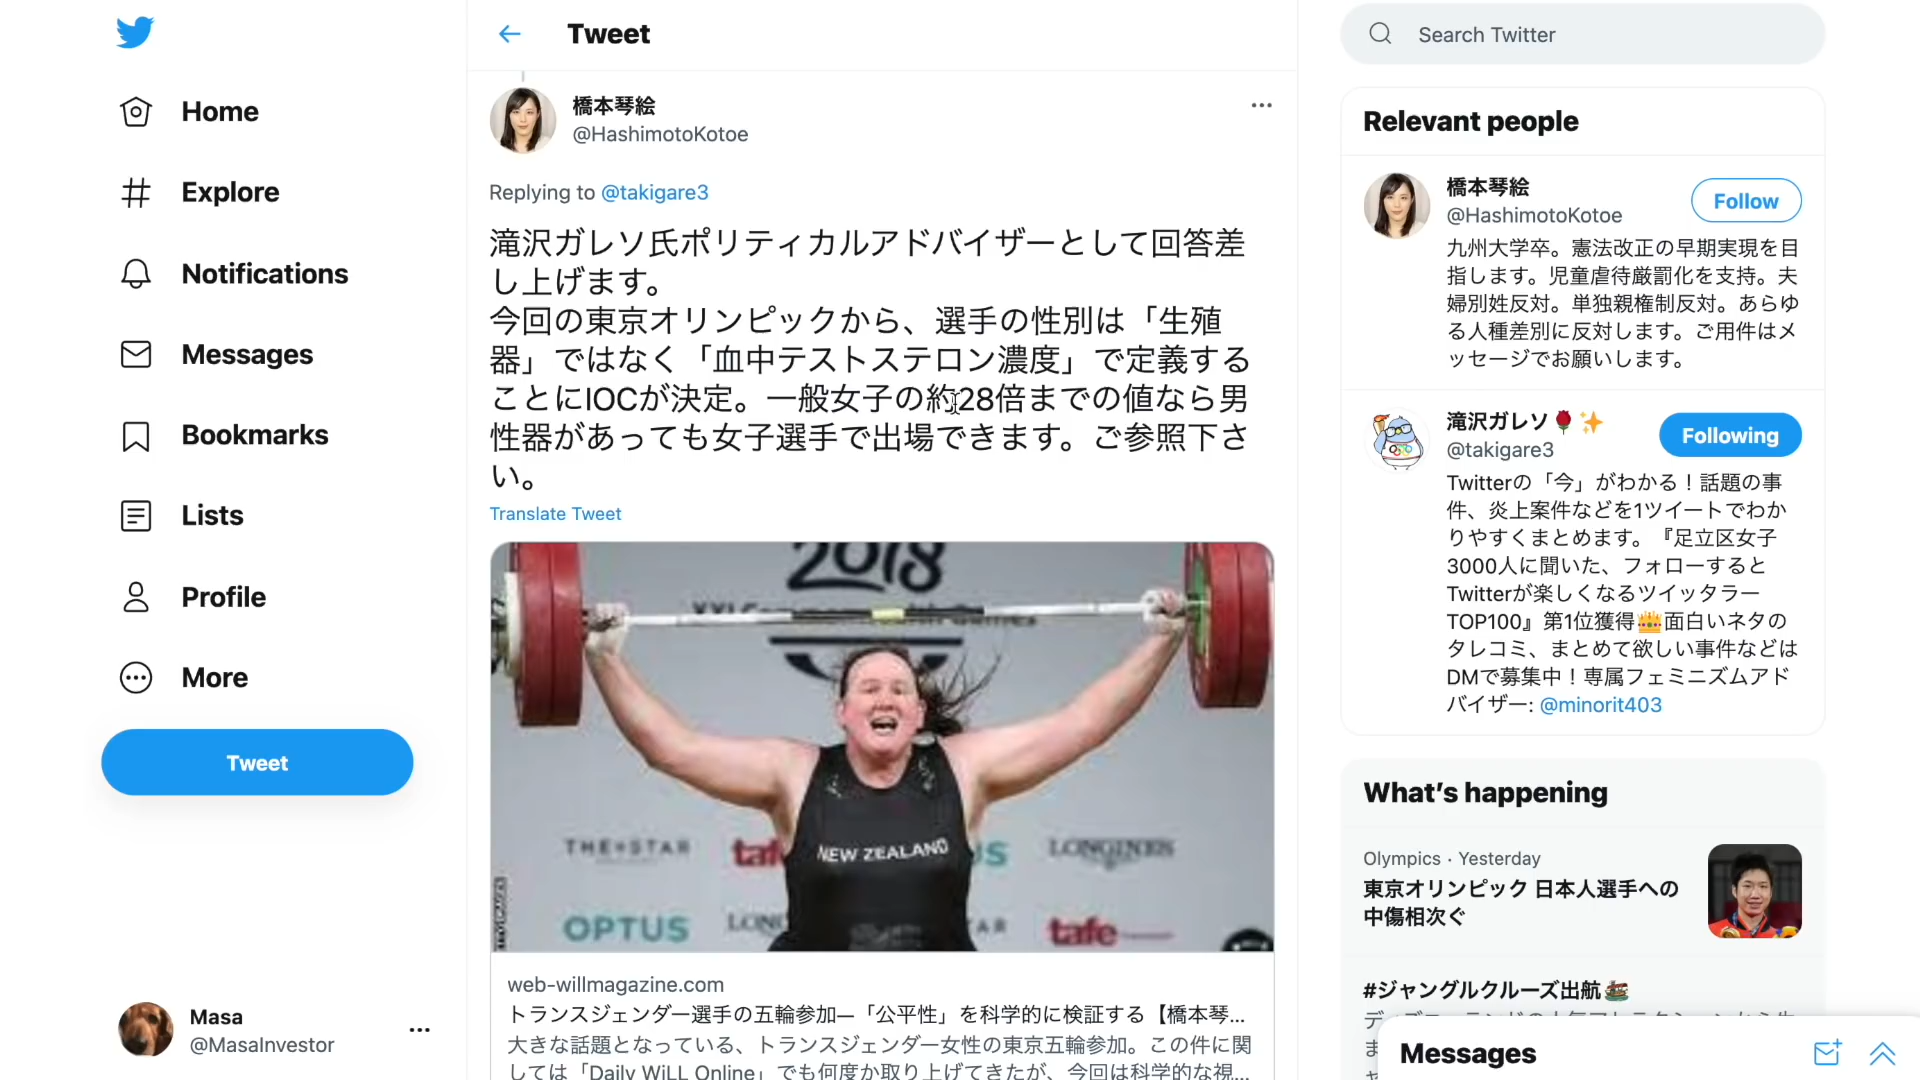 Home
Explore
Notifications
Messages
Bookmarks
Lists
Profile
More
Tweet
Masa
@MasaInvestor
Tweet
橋本琴絵
@HashimotoKotoe
Replying to @takigare3
滝沢ガレソ氏ポリティカルアドバイザーとして回答差
し上げます。
今回の東京オリンピックから、選手の性別は「生殖
器」ではなく「血中テストステロン濃度」で定義する
ことにIOCが決定。一般女子の約28倍までの値なら男
性器があっても女子選手で出場できます。ご参照下さ
い。
Translate Tweet
2018
THE STAR
LONGINES
NEW ZEALAND
OPTUS
tafe
web-willmagazine.com
トランスジェンダー選手の五輪参加―「公平性」を科学的に検証する【橋本琴...
大きな話題となっている、トランスジェンダー女性の東京五輪参加。この件に関
しては「Daily WiLL Online」でも何度か取り上げてきたが、今回は科学的な視...
Search Twitter
Relevant people
橋本琴絵
@HashimotoKotoe
Follow
九州大学卒。憲法改正の早期実現を目
指します。児童虐待厳罰化を支持。夫
婦別姓反対。単独親権制反対。あらゆ
る人種差別に反対します。ご用件はメ
ッセージでお願いします。
滝沢ガレソ🌹✨
@takigare3
Following
Twitterの「今」がわかる！話題の事
件、炎上案件などを1ツイートでわか
りやすくまとめます。『足立区女子
3000人に聞いた、フォローすると
Twitterが楽しくなるツイッタラー
TOP100』第1位獲得👑面白いネタの
タレコミ、まとめて欲しい事件などは
DMで募集中！専属フェミニズムアド
バイザー: @minorit403
What's happening
Olympics · Yesterday
東京オリンピック 日本人選手への
中傷相次ぐ
#ジャングルクルーズ出航
Messages